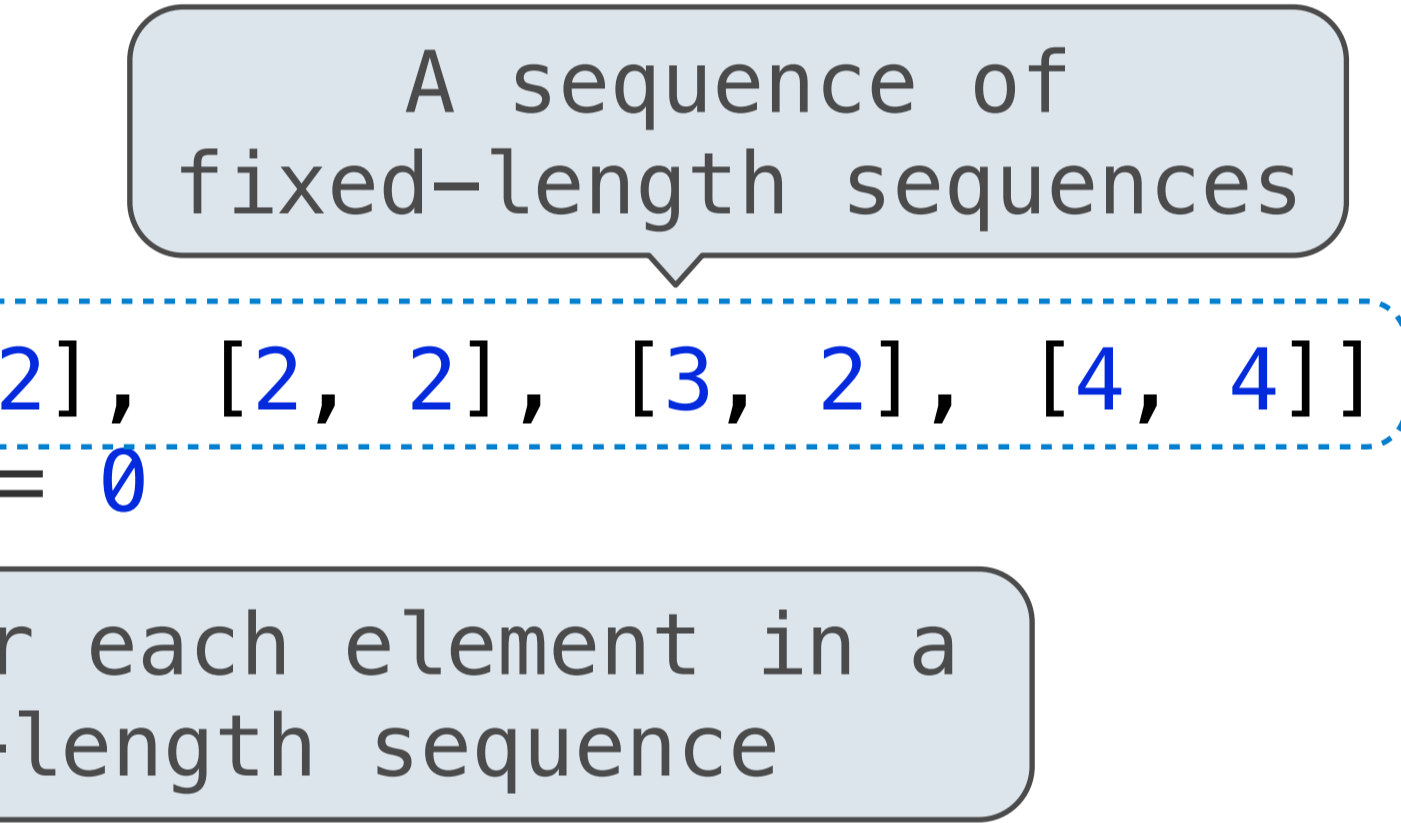 A sequence of
fixed-length sequences
2], [2, 2], [3, 2], [4, 4]]
= 0
r each element in a
-length sequence